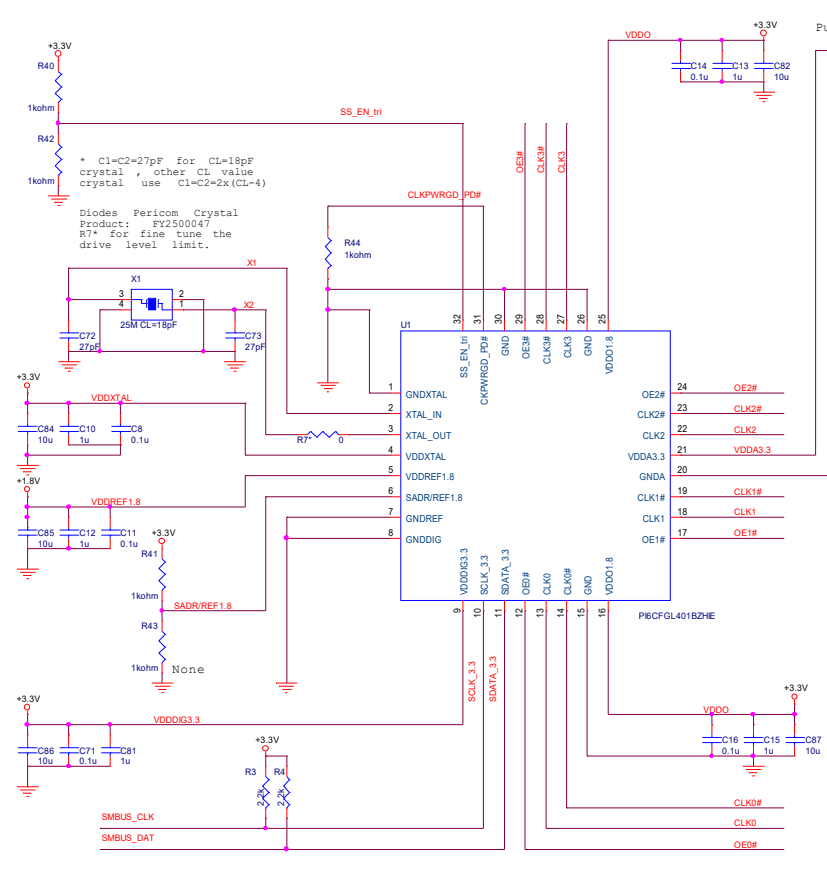 +3.3V
Pu
+3.3V
VDDO
R40
C14
C13
C82
0.1u
1u
10u
1kohm
SS_EN_tri
R42
1kohm
* C1=C2=27pF for CL=18pF
crystal , other CL value
crystal use C1=C2=2x(CL-4)
OE3#
CLK3#
CLK3
CLKPWRGD_PD#
Diodes Pericom Crystal
Product: FY2500047
R7* for fine tune the
drive level limit.
R44
1kohm
X1
X1
3
2
4
1
X2
25M CL=18pF
C72
27pF
C73
27pF
U1
32
31
30
29
28
27
26
25
SS_EN_tri
CKPWRGD_PD#
GND
OE3#
CLK3#
CLK3
GND
VDDO1.8
+3.3V
VDDXTAL
C84
C10
C8
10u
1u
0.1u
1
GNDXTAL
2
XTAL_IN
3
XTAL_OUT
R7*
0
4
VDDXTAL
5
VDDREF1.8
6
SADR/REF1.8
7
GNDREF
8
GNDDIG
OE2#
24
OE2#
CLK2#
23
CLK2#
CLK2
22
CLK2
VDDA3.3
21
VDDA3.3
GNDA
20
CLK1#
19
CLK1#
CLK1
18
CLK1
OE1#
17
OE1#
+1.8V
VDDREF1.8
C85
C12
C11
10u
1u
0.1u
+3.3V
R41
1kohm
SADR/REF1.8
R43
1kohm
None
VDDDIG3.3
SCLK_3.3
SDATA_3.3
OE0#
CLK0
CLK0#
GND
VDDO1.8
9
10
11
12
13
14
15
16
PI6CFGL401BZHIE
SCLK_3.3
SDATA_3.3
+3.3V
VDDDIG3.3
C86
C71
C81
10u
0.1u
1u
+3.3V
R3
R4
2.2k
2.2k
+3.3V
VDDO
C16
C15
C87
0.1u
1u
10u
SMBUS_CLK
SMBUS_DAT
CLK0#
CLK0
OE0#